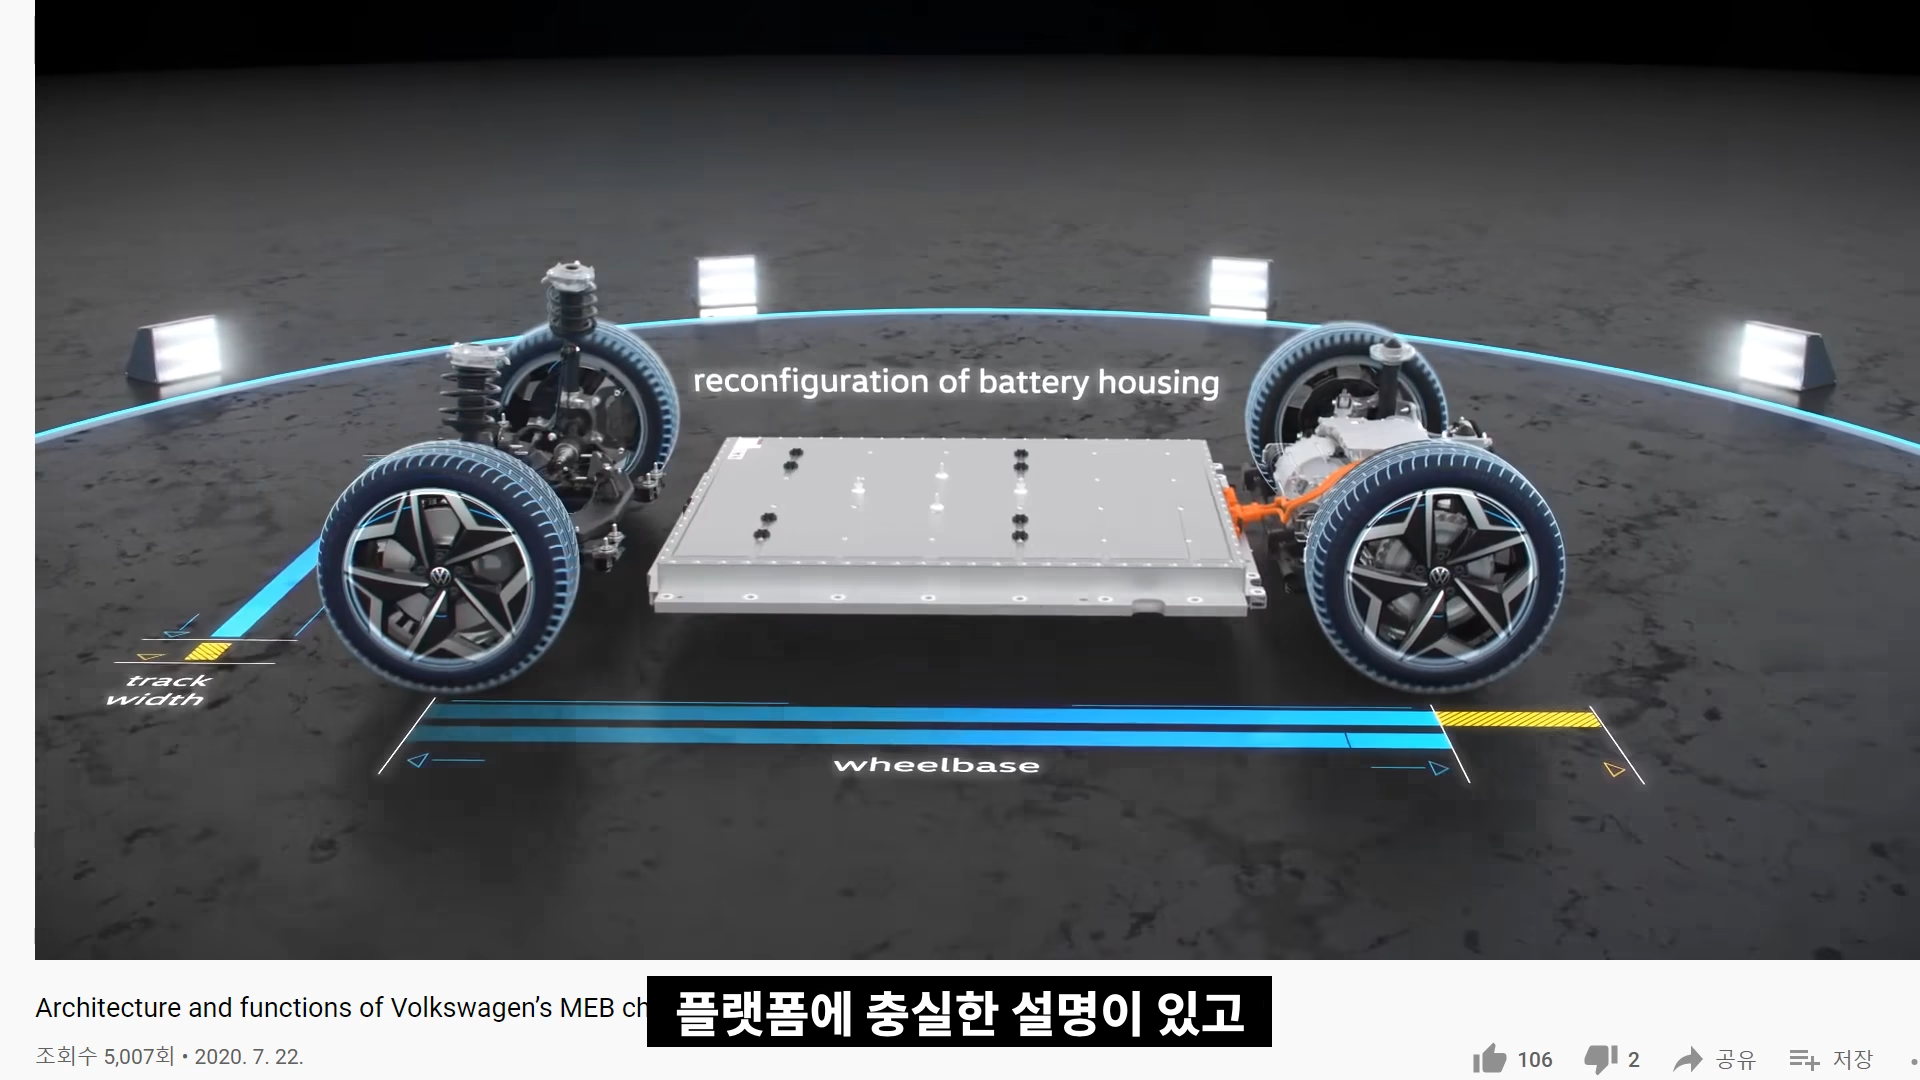 reconfiguration of battery housing
track
width
wheelbase
Architecture and functions of Volkswagen's MEB ch
플랫폼에 충실한 설명이 있고
조회수 5,007회 • 2020. 7. 22.
106
2
공유
저장